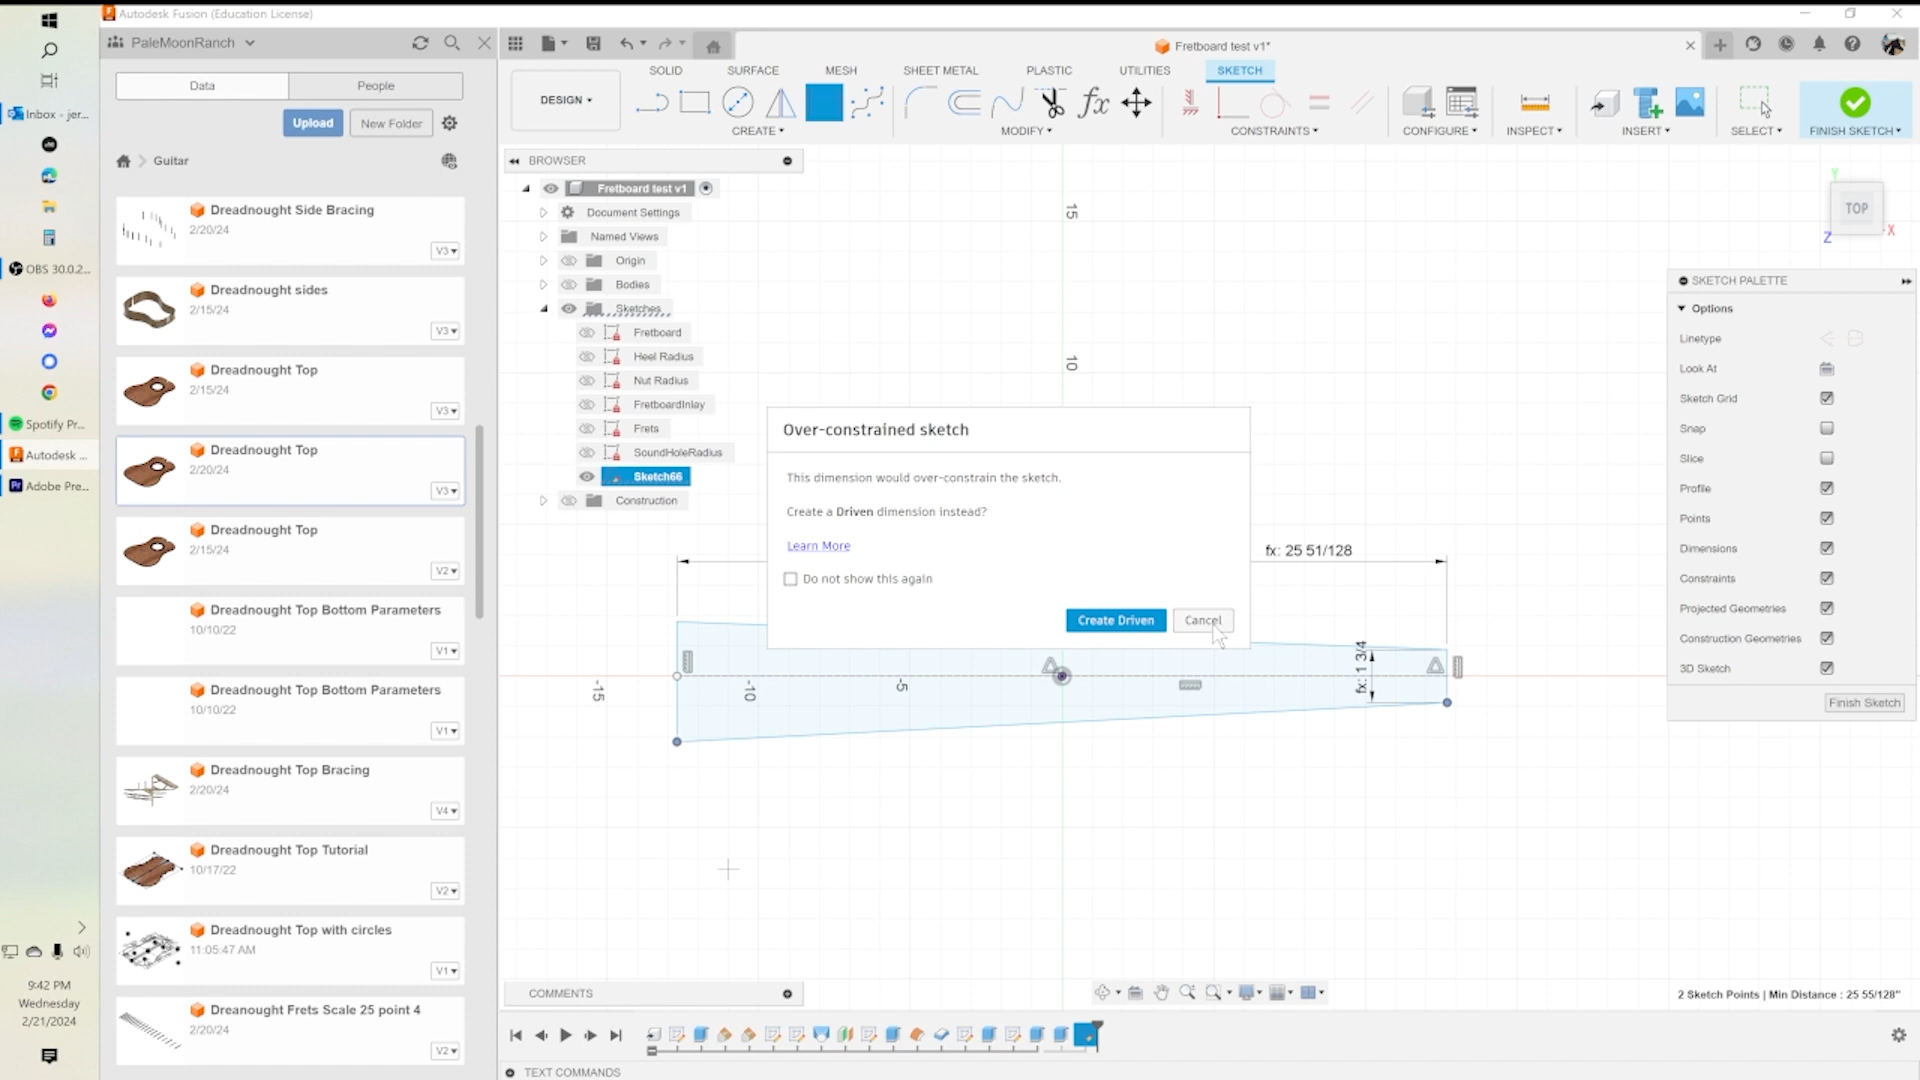 Autodesk Fusion (Education License)
PaleMoonRanch
Fretboard test v1*
Data
People
Upload
New Folder
Guitar
Dreadnought Side Bracing
2/20/24
V3
Dreadnought sides
2/15/24
V3
Dreadnought Top
2/15/24
V3
Dreadnought Top
2/20/24
V3
Dreadnought Top
2/15/24
V2
Dreadnought Top Bottom Parameters
10/10/22
V1
Dreadnought Top Bottom Parameters
10/10/22
V1
Dreadnought Top Bracing
2/20/24
V4
Dreadnought Top Tutorial
10/17/22
V2
Dreadnought Top with circles
11:05:47 AM
V1
Dreanought Frets Scale 25 point 4
2/20/24
V2
Inbox - jer...
OBS 30.0.2...
Spotify Pr...
Autodesk ...
Adobe Pre...
9:42 PM
Wednesday
2/21/2024
DESIGN
SOLID
SURFACE
MESH
SHEET METAL
PLASTIC
UTILITIES
SKETCH
CREATE
MODIFY
CONSTRAINTS
CONFIGURE
INSPECT
INSERT
SELECT
FINISH SKETCH
BROWSER
Fretboard test v1
Document Settings
Named Views
Origin
Bodies
Sketches
Fretboard
Heel Radius
Nut Radius
FretboardInlay
Frets
SoundHoleRadius
Sketch66
Construction
15
10
TOP
Y
Z
X
Over-constrained sketch
This dimension would over-constrain the sketch.
Create a Driven dimension instead?
Learn More
Do not show this again
Create Driven
Cancel
fx: 25 51/128
fx: 1 3/4
-15
-10
-5
SKETCH PALETTE
Options
Linetype
Look At
Sketch Grid
Snap
Slice
Profile
Points
Dimensions
Constraints
Projected Geometries
Construction Geometries
3D Sketch
Finish Sketch
COMMENTS
2 Sketch Points | Min Distance : 25 55/128"
TEXT COMMANDS